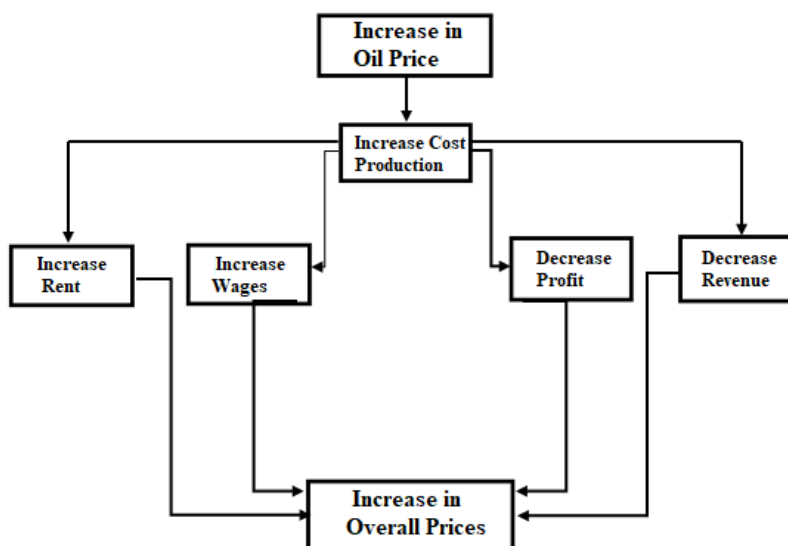 Increase in
Oil Price
Increase Cost
Production
Increase
Rent
Increase
Wages
Decrease
Profit
Decrease
Revenue
Increase in
Overall Prices